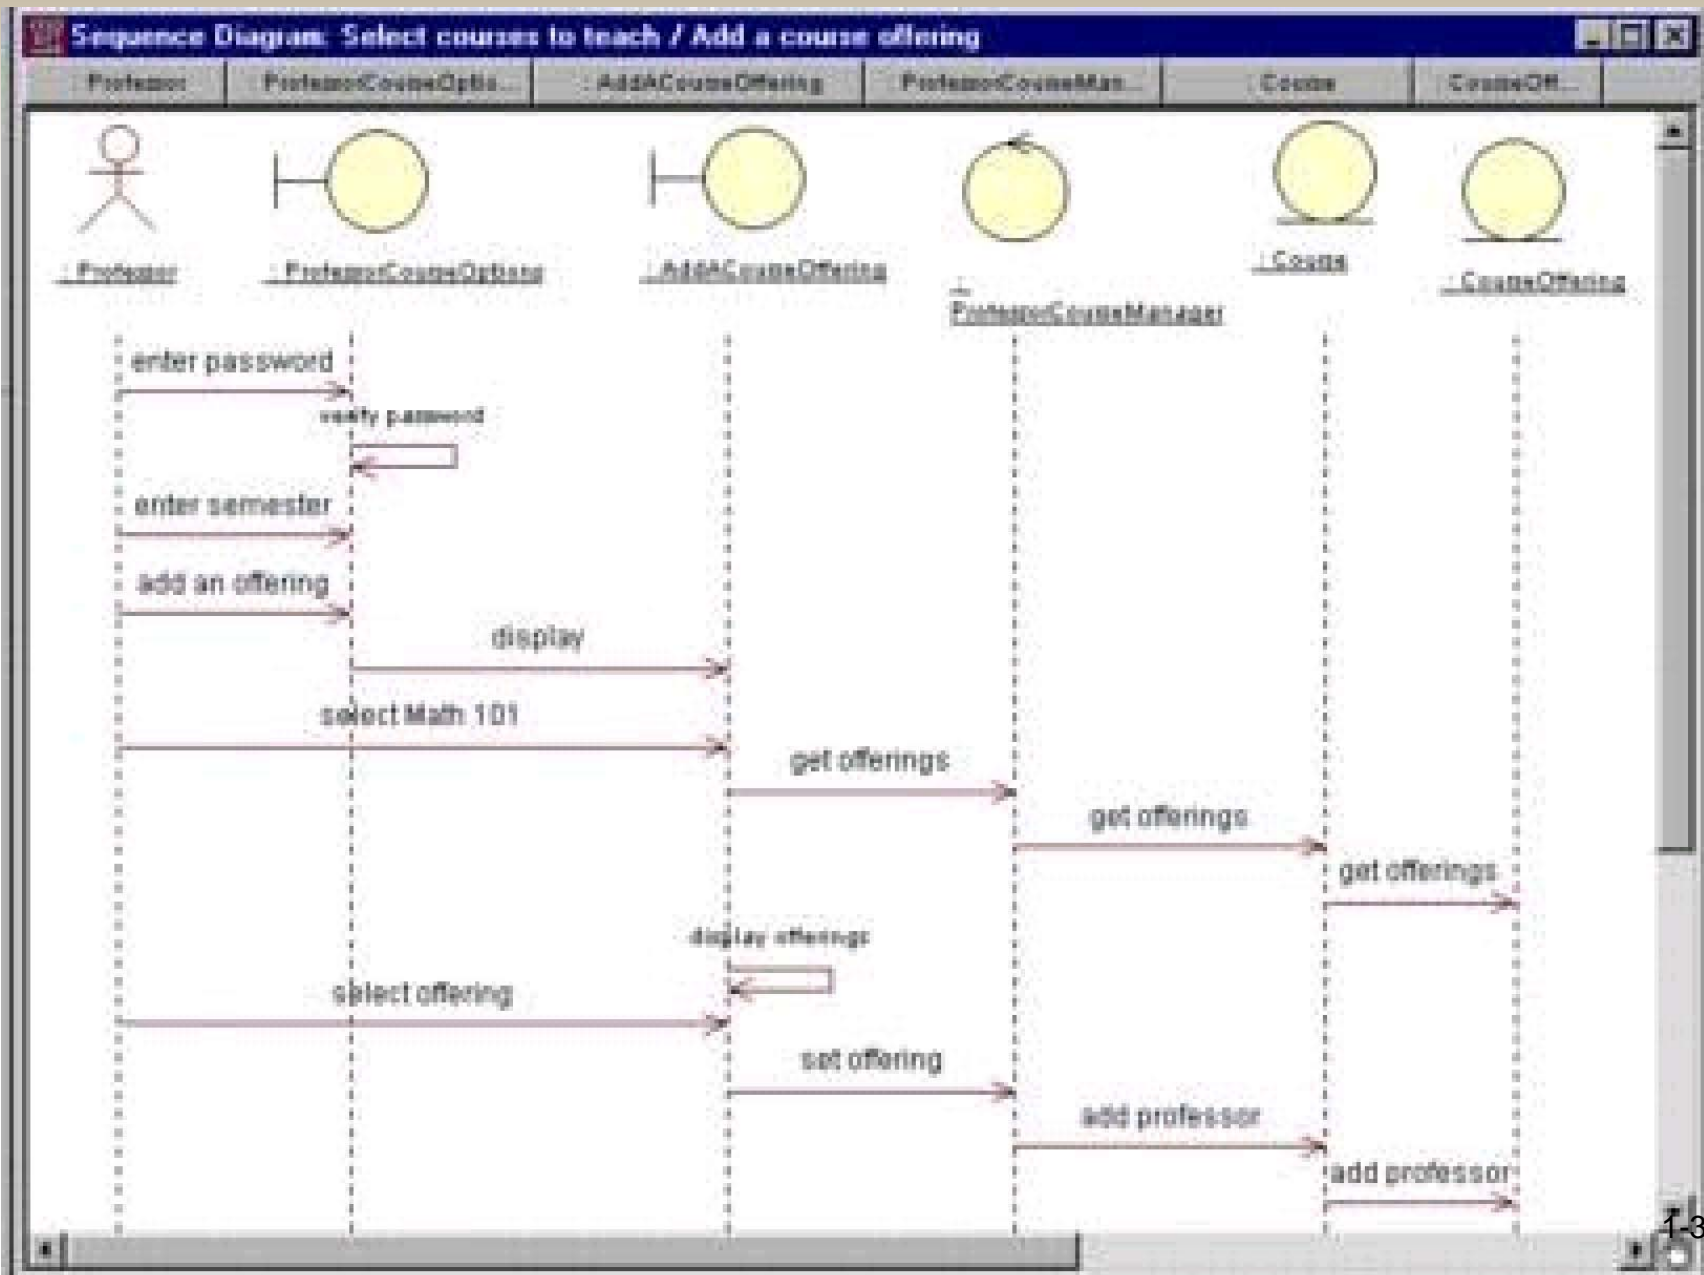 Sequence Diagram: Select courses to teach / Add a course offering
: Professor
: ProfessorCourseOptio...
: AddACourseOffering
: ProfessorCourseMan...
: Course
: CourseOff...
: Professor
: ProfessorCourseOptions
: AddACourseOffering
:
ProfessorCourseManager
: Course
: CourseOffering
enter password
verify password
enter semester
add an offering
display
select Math 101
get offerings
get offerings
get offerings
display offerings
select offering
set offering
add professor
add professor
1-3